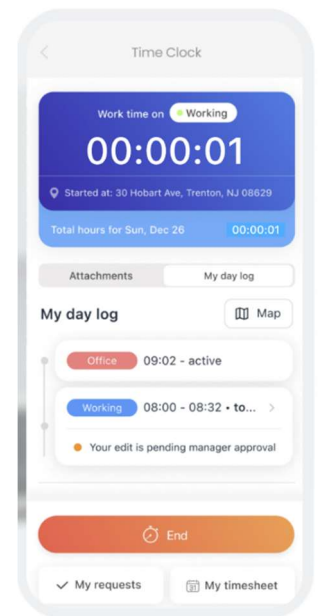 Time Clock
Work time on Working
00:00:01
Started at: 30 Hobart Ave, Trenton, NJ 08629
Total hours for Sun, Dec 26 00:00:01
Attachments My day log
My day log Map
Office 09:02 - active
Working 08:00 - 08:32 • to...
Your edit is pending manager approval
End
My requests My timesheet